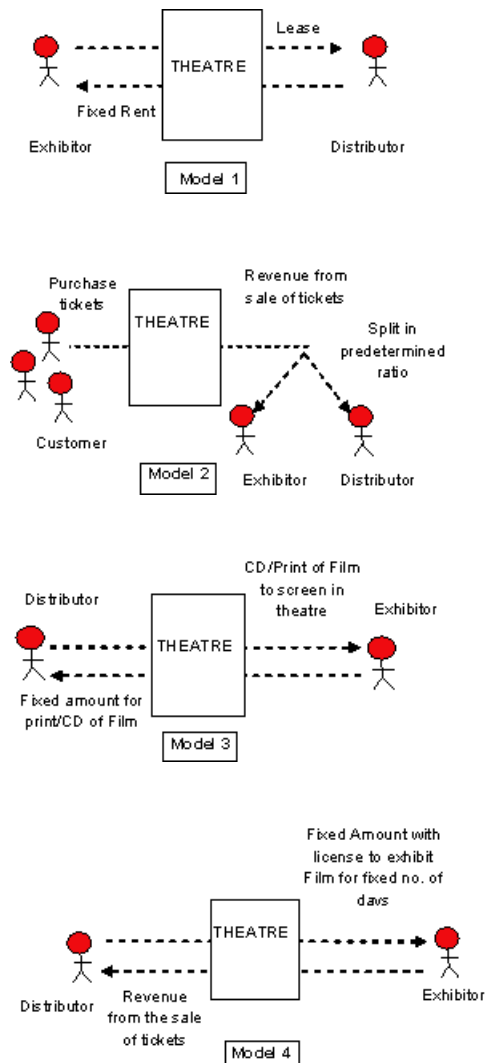 Lease
THEATRE
Fixed Rent
Exhibitor
Distributor
Model 1
Purchase
tickets
Revenue from
sale of tickets
THEATRE
Split in
predetermined
ratio
Customer
Model 2
Exhibitor
Distributor
CD/Print of Film
to screen in
theatre
Distributor
Exhibitor
THEATRE
Fixed amount for
print/CD of Film
Model 3
Fixed Amount with
license to exhibit
Film for fixed no. of
days
THEATRE
Distributor
Revenue
from the sale
of tickets
Exhibitor
Model 4